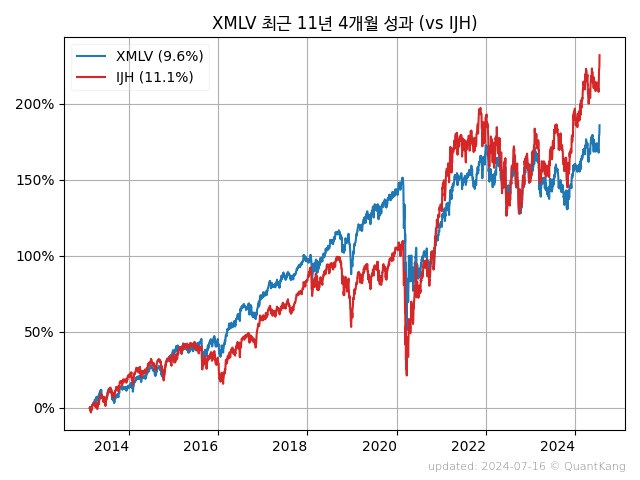 XMLV 최근 11년 4개월 성과 (vs IJH)
XMLV (9.6%)
IJH (11.1%)
200%
150%
100%
50%
0%
2014 2016 2018 2020 2022 2024
updated: 2024-07-16 © QuantKang